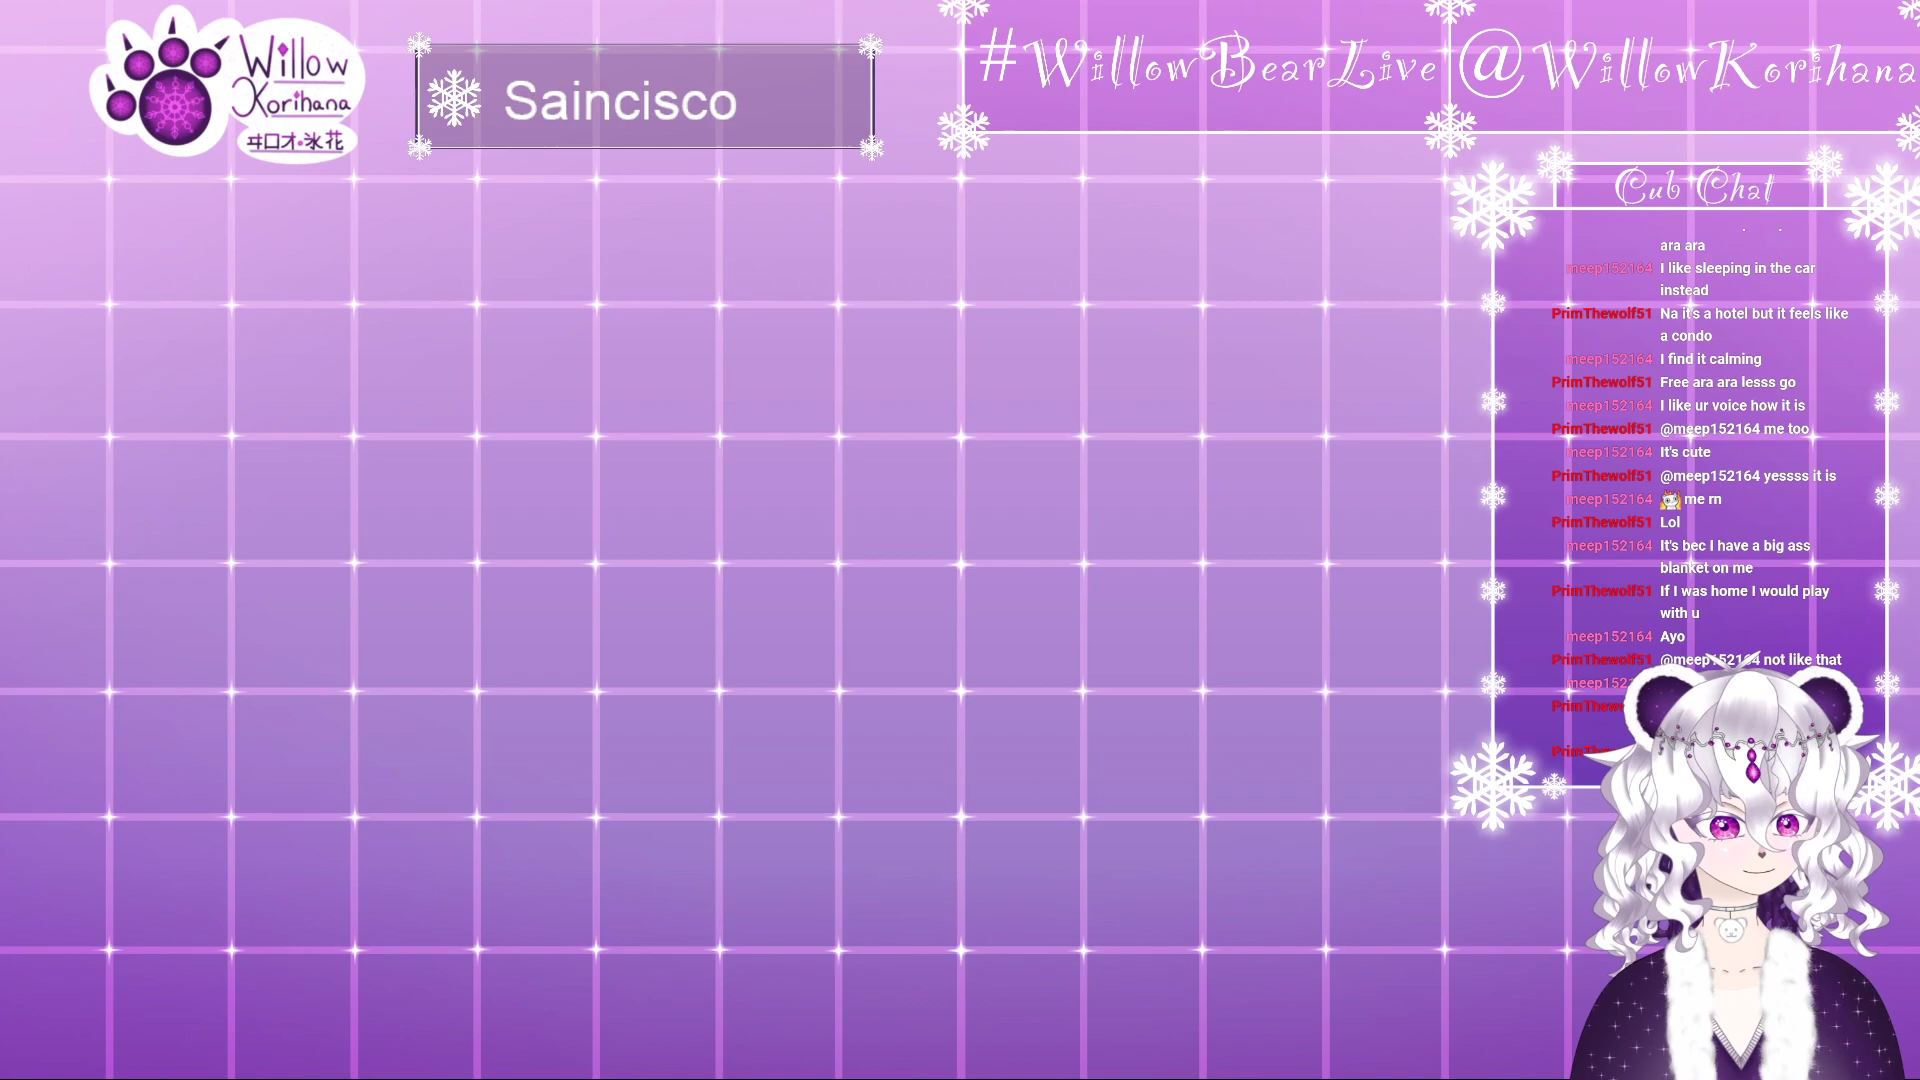 Willow
Korihana
ヰロオ・氷花
Saincisco
#WillowBearLive
@WillowKorihana
Cub Chat
ara ara
meep152164 I like sleeping in the car
instead
PrimThewolf51 Na it's a hotel but it feels like
a condo
meep152164 I find it calming
PrimThewolf51 Free ara ara lesss go
meep152164 I like ur voice how it is
PrimThewolf51 @meep152164 me too
meep152164 It's cute
PrimThewolf51 @meep152164 yessss it is
meep152164 me rn
PrimThewolf51 Lol
meep152164 It's bec I have a big ass
blanket on me
PrimThewolf51 If I was home I would play
with u
meep152164 Ayo
PrimThewolf51 @meep152164 not like that